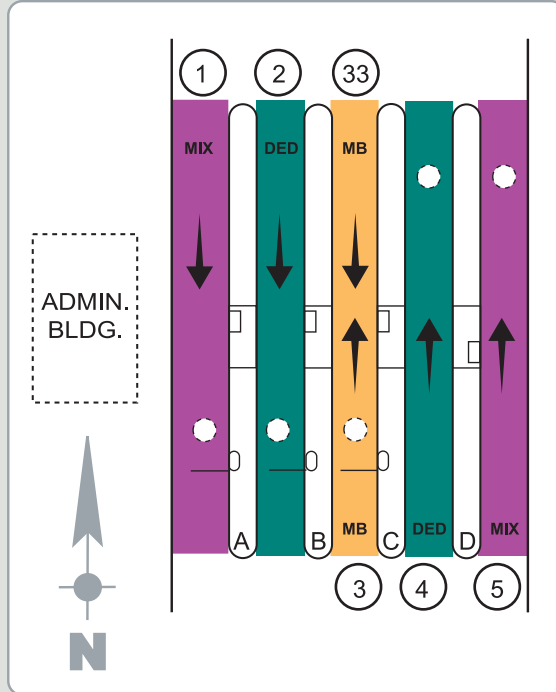 1 2 33
MIX DED MB
ADMIN.
BLDG.
A B C D
MB DED MIX
3 4 5
N